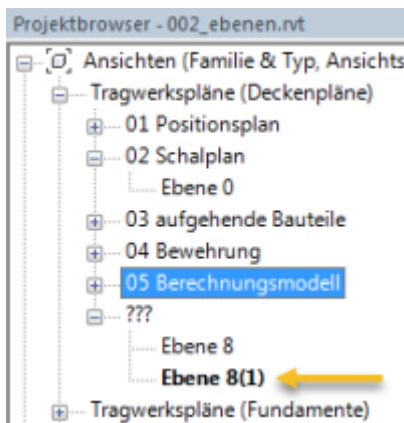 Projektbrowser - 002_ebenen.rvt
Ansichten (Familie & Typ, Ansichts
Tragwerkspläne (Deckenpläne)
01 Positionsplan
02 Schalplan
Ebene 0
03 aufgehende Bauteile
04 Bewehrung
05 Berechnungsmodell
???
Ebene 8
Ebene 8(1)
Tragwerkspläne (Fundamente)